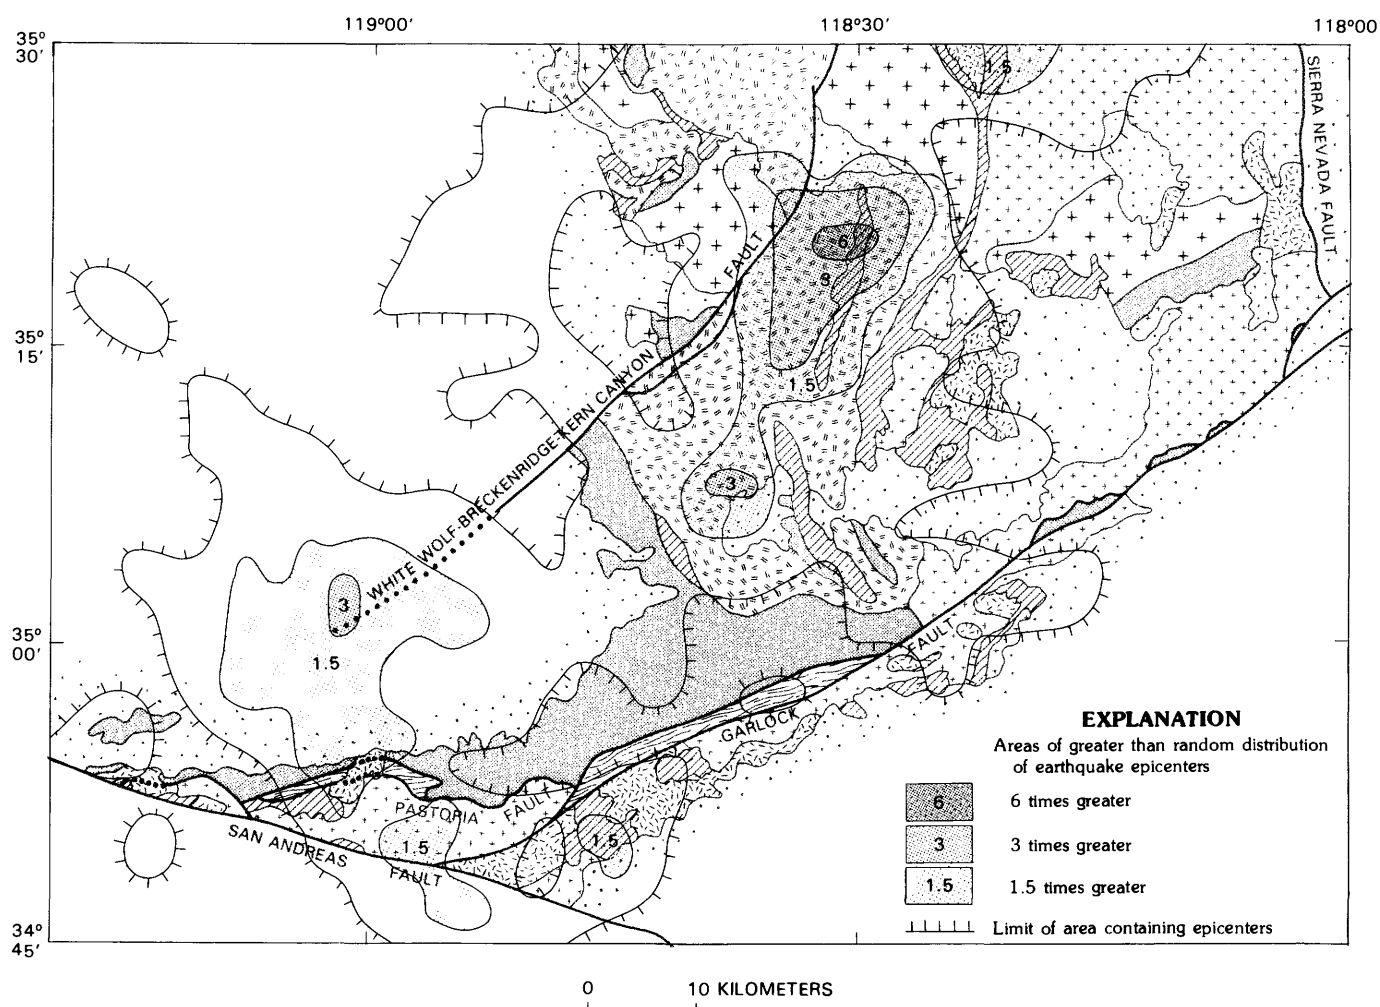 119°00'
118°30'
118°00'
35°
30'
1.5
SIERRA NEVADA FAULT
6
3
FAULT
35°
15'
1.5
WHITE WOLF-BRECKENRIDGE-KERN CANYON
3
3
35°
00'
1.5
FAULT
GARLOCK
PASTORIA FAULT
SAN ANDREAS
FAULT
1.5
1.5
34°
45'
EXPLANATION
Areas of greater than random distribution
of earthquake epicenters
6 6 times greater
3 3 times greater
1.5 1.5 times greater
Limit of area containing epicenters
0 10 KILOMETERS